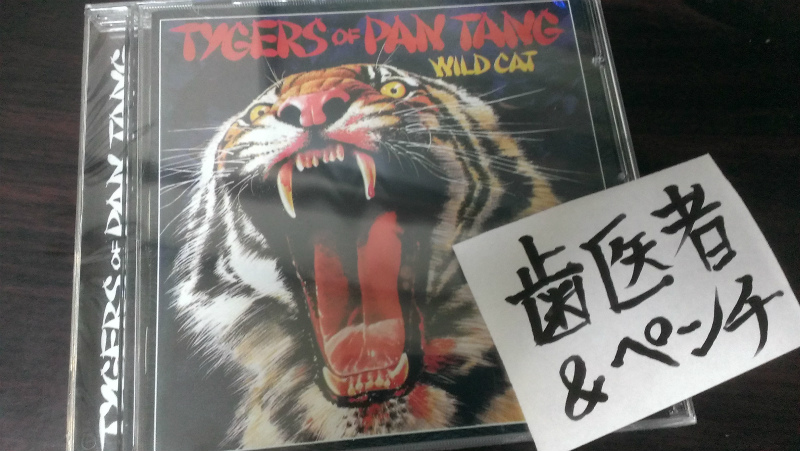 TYGERS OF PAN TANG
WILD CAT
TYGERS OF PAN TANG
歯医者
&ペンチ